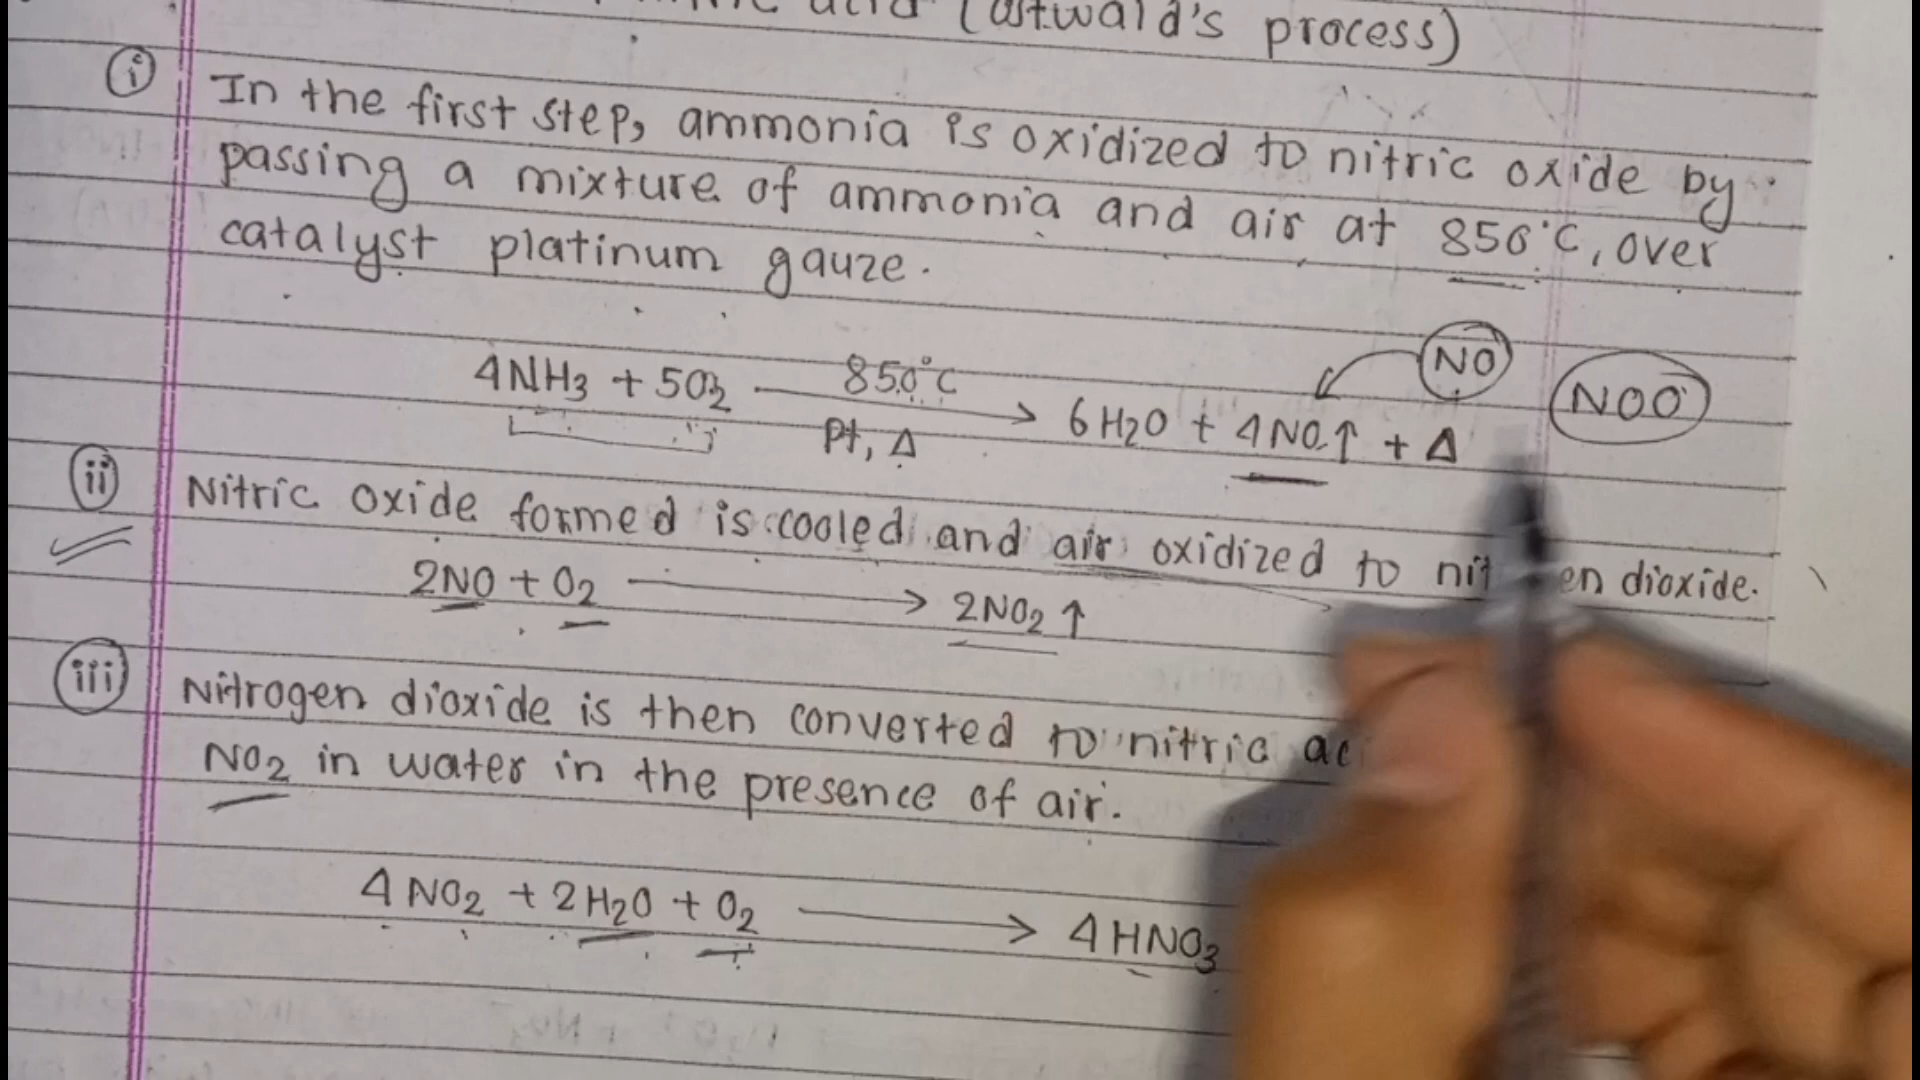 acid (Ostwald's process)
(i) In the first step, ammonia is oxidized to nitric oxide by
passing a mixture of ammonia and air at 850°C, over
catalyst platinum gauze.
NO
NOO
4NH3 + 5O2 850°C → 6H2O + 4NO↑ + Δ
Pt, Δ
(ii) Nitric oxide formed is cooled and air oxidized to dioxide.
2NO + O2 → 2NO2 ↑
(iii) Nitrogen dioxide is then converted to nitric
NO2 in water in the presence of air.
4NO2 + 2H2O + O2 → 4HNO3